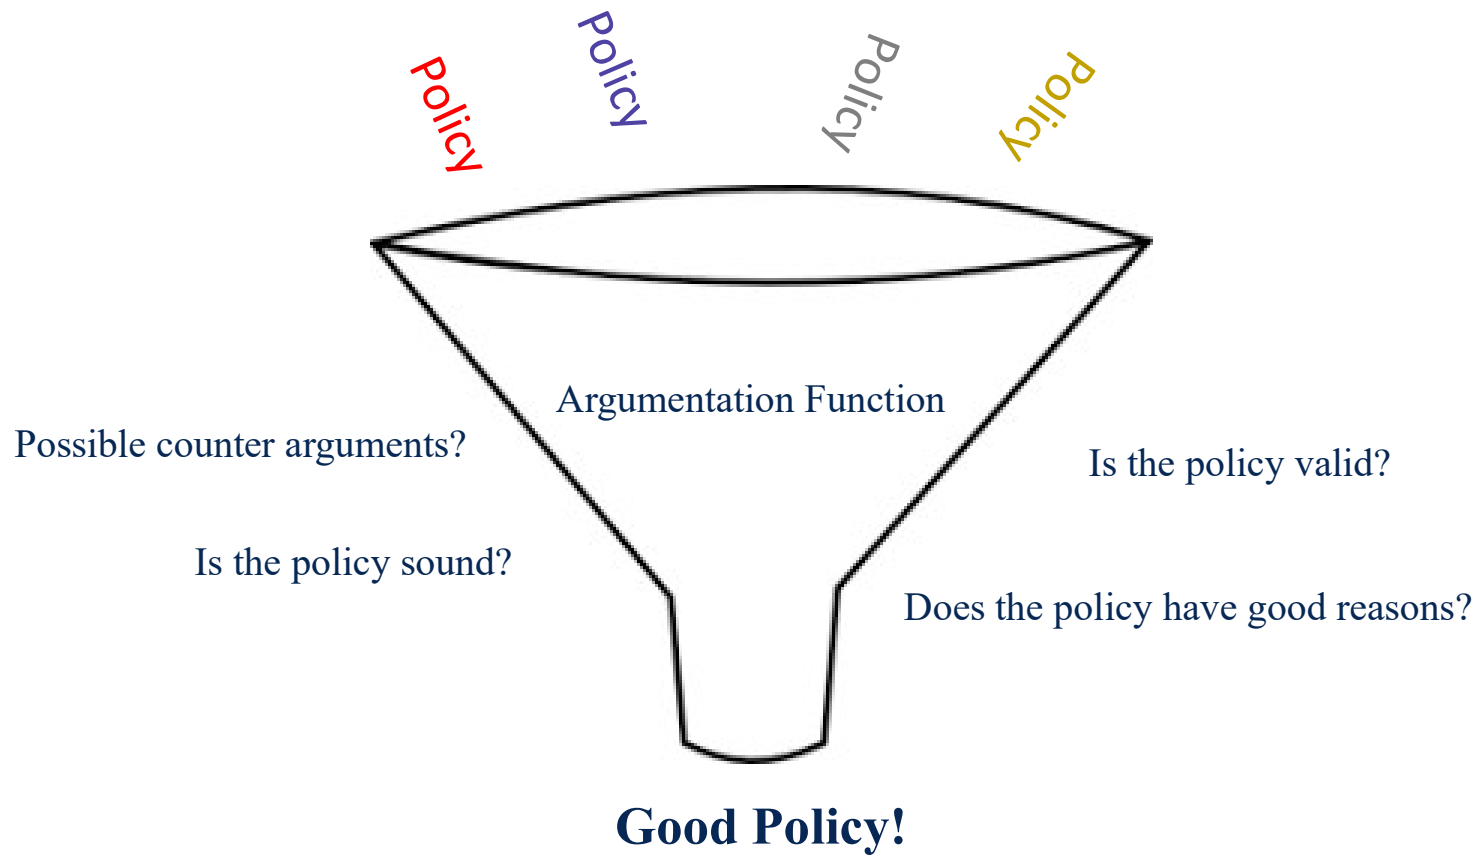 Policy
Policy
Policy
Policy
Argumentation Function
Possible counter arguments?
Is the policy valid?
Is the policy sound?
Does the policy have good reasons?
Good Policy!